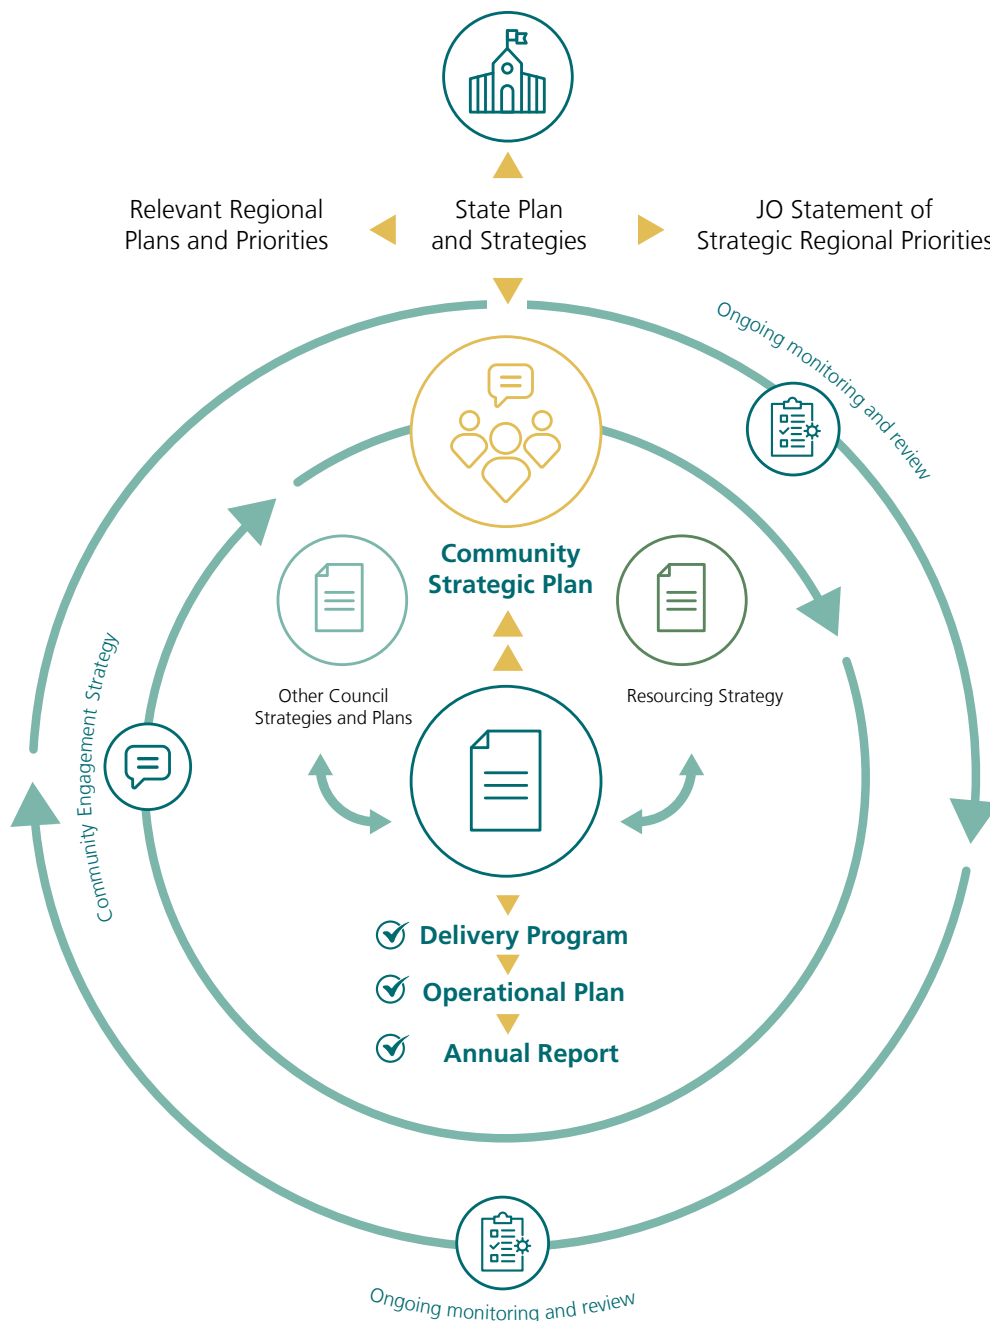 Relevant Regional
Plans and Priorities
State Plan
and Strategies
JO Statement of
Strategic Regional Priorities
Ongoing monitoring and review
Community
Strategic Plan
Other Council
Strategies and Plans
Resourcing Strategy
Community Engagement Strategy
Delivery Program
Operational Plan
Annual Report
Ongoing monitoring and review